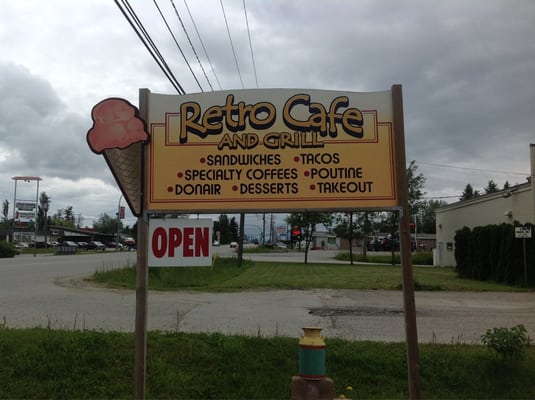 Retro Cafe
AND GRILL
•SANDWICHES •TACOS
•SPECIALTY COFFEES •POUTINE
•DONAIR •DESSERTS •TAKEOUT
OPEN